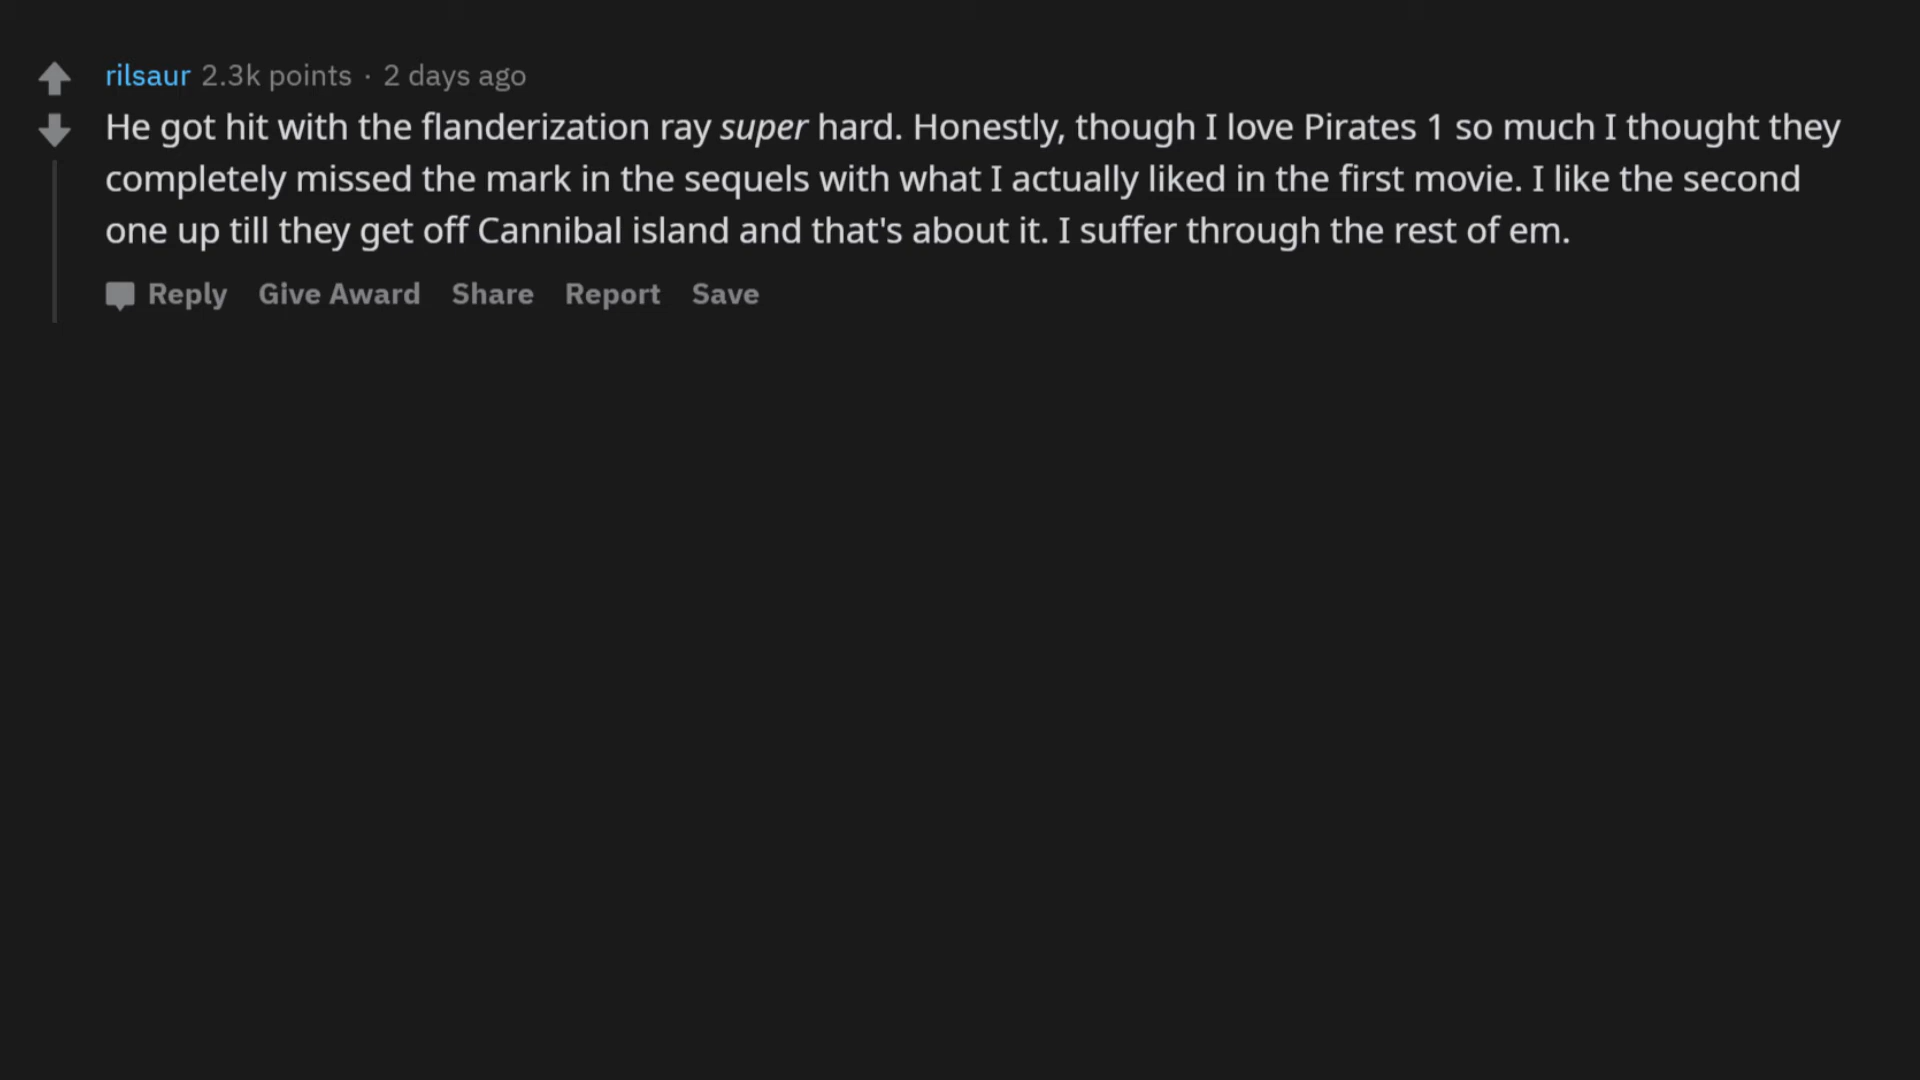 rilsaur 2.3k points · 2 days ago
He got hit with the flanderization ray super hard. Honestly, though I love Pirates 1 so much I thought they
completely missed the mark in the sequels with what I actually liked in the first movie. I like the second
one up till they get off Cannibal island and that's about it. I suffer through the rest of em.
Reply Give Award Share Report Save